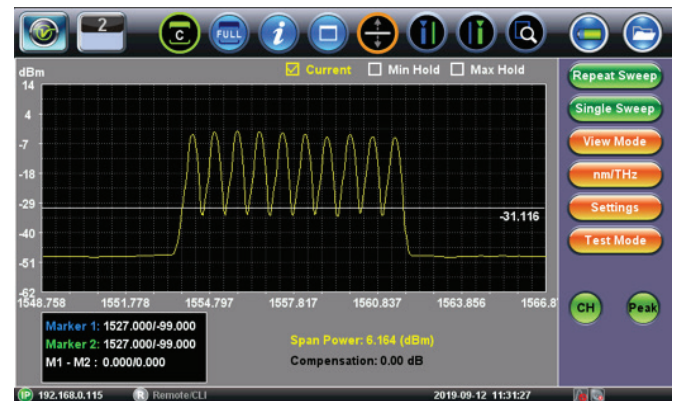 2
C
FULL
i
dBm
Current Min Hold Max Hold
14
4
-7
-18
-29
-40
-51
-62
-31.116
1548.758 1551.778 1554.797 1557.817 1560.837 1563.856 1566.8
Marker 1: 1527.000/-99.000
Marker 2: 1527.000/-99.000
M1 - M2 : 0.000/0.000
Span Power: 6.164 (dBm)
Compensation: 0.00 dB
Repeat Sweep
Single Sweep
View Mode
nm/THz
Settings
Test Mode
CH Peak
IP 192.168.0.115 R Remote/CLI 2019-09-12 11:31:27